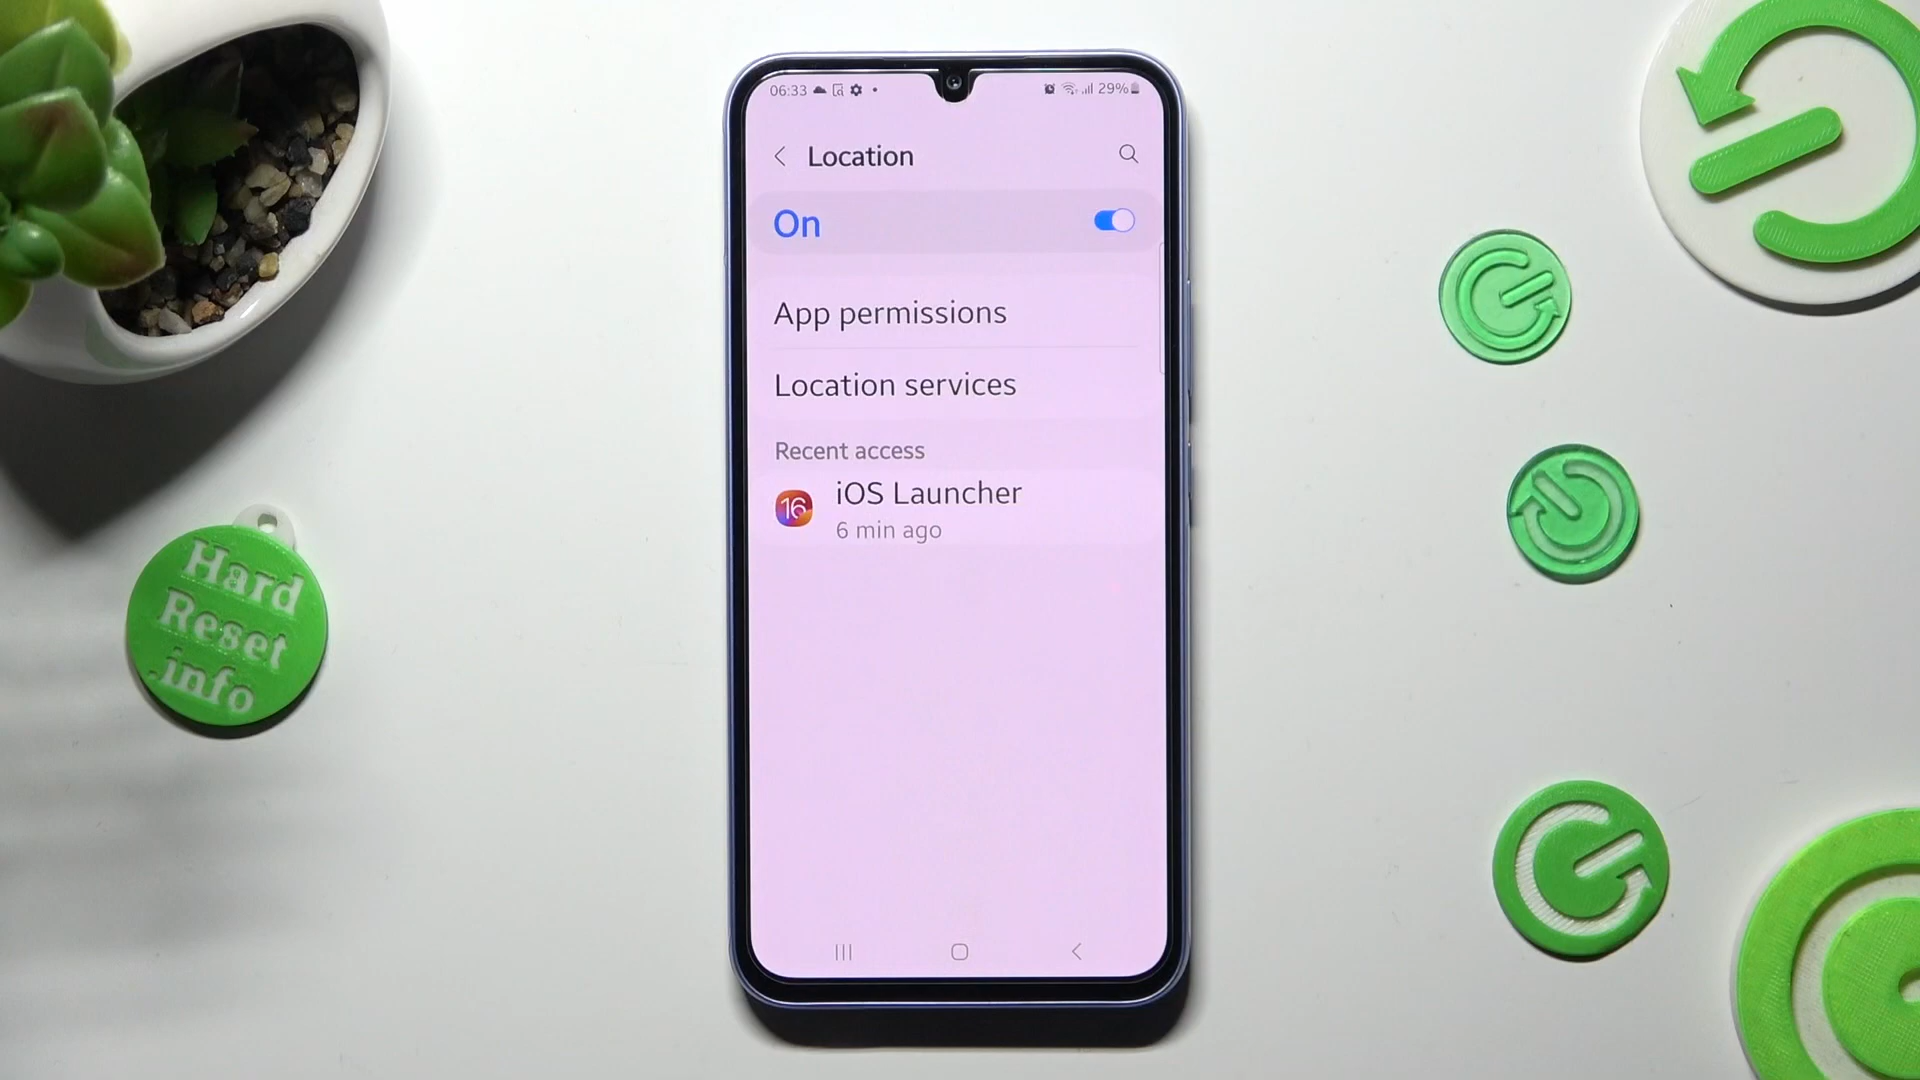 06:33
29%
Location
On
App permissions
Location services
Recent access
16
iOS Launcher
6 min ago
Hard
Reset
.info